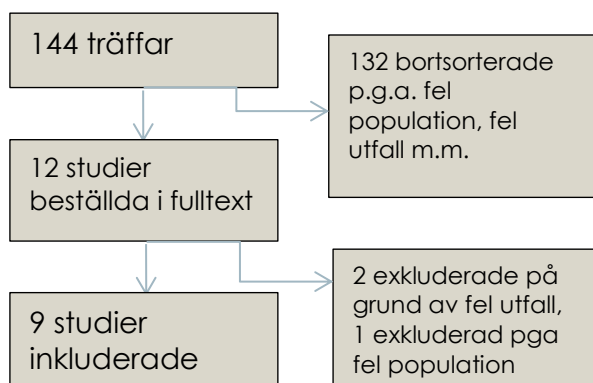 144 träffar
132 bortsorterade
p.g.a. fel
population, fel
utfall m.m.
12 studier
beställda i fulltext
2 exkluderade på
grund av fel utfall,
1 exkluderad pga
fel population
9 studier
inkluderade